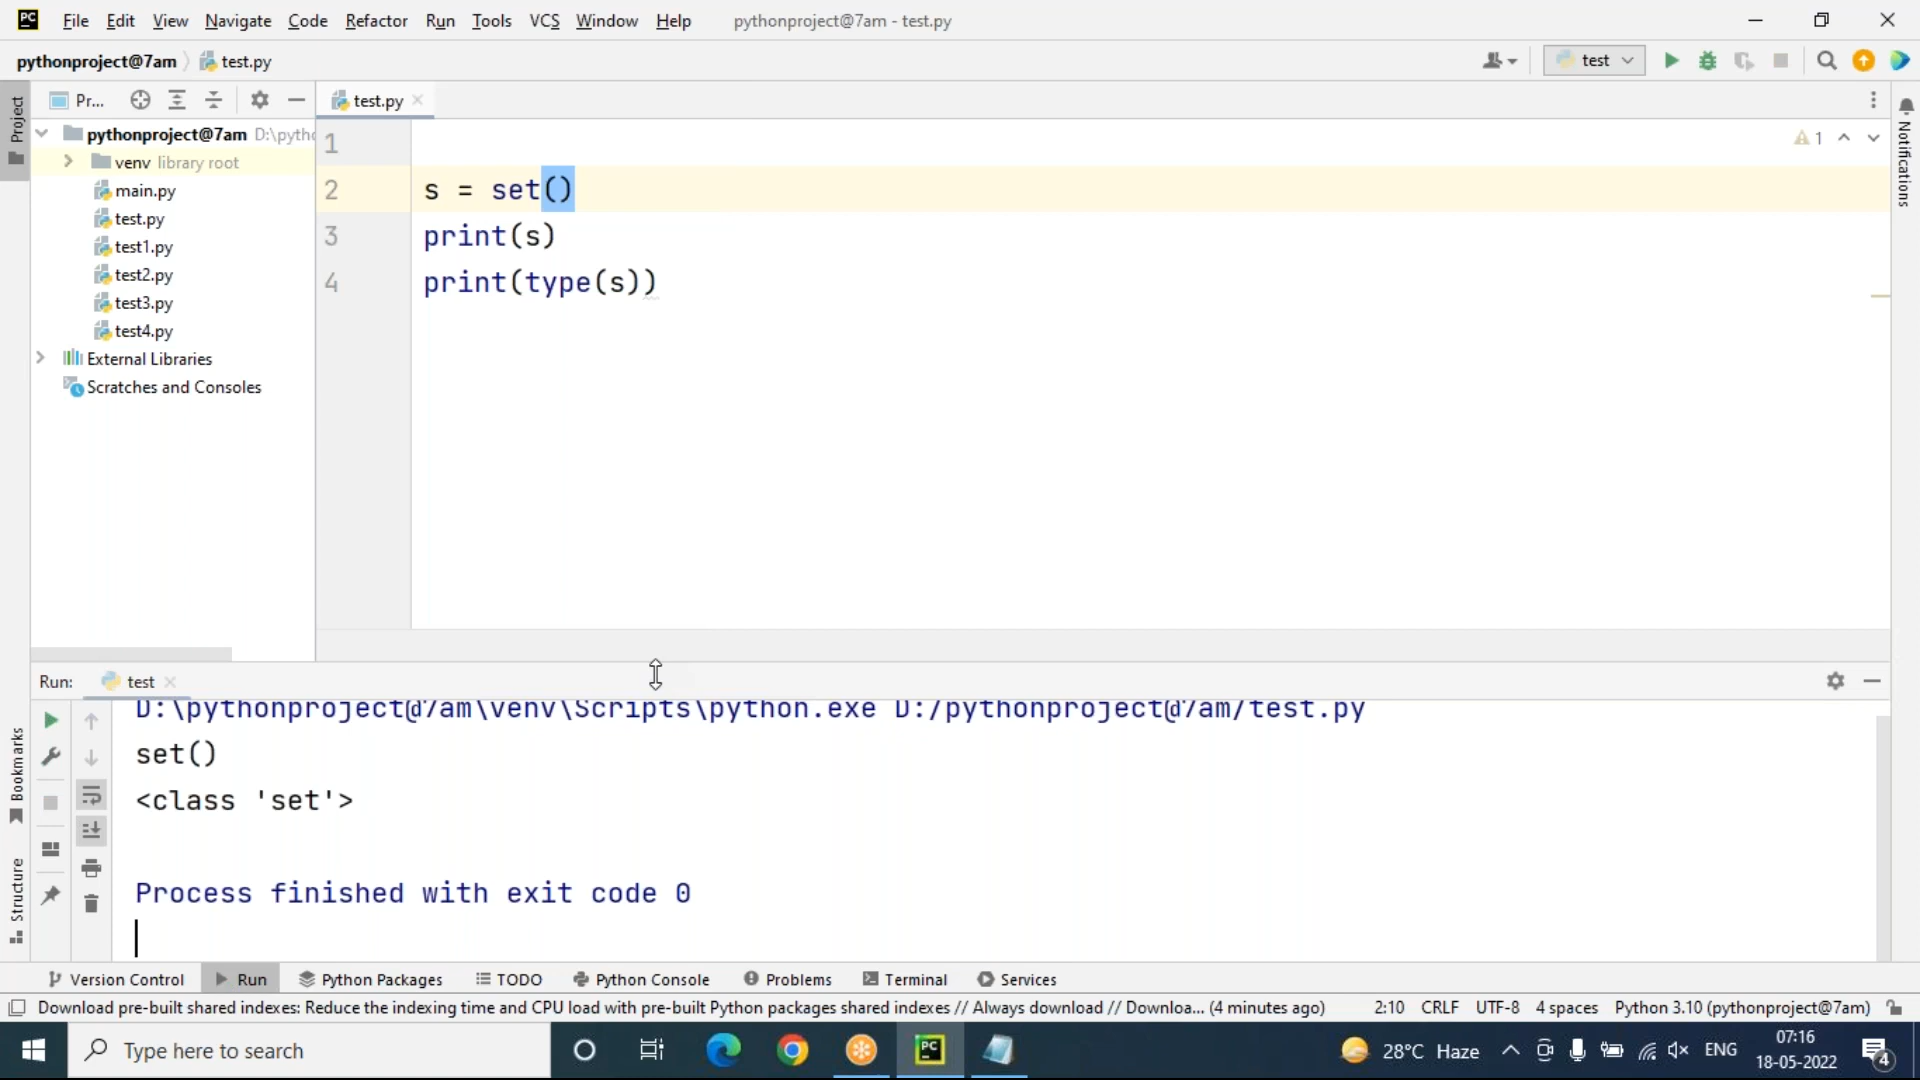 PC File Edit View Navigate Code Refactor Run Tools VCS Window Help pythonproject@7am - test.py
pythonproject@7am test.py test
Project
Pr...
test.py
pythonproject@7am D:\pytho
venv library root
main.py
test.py
test1.py
test2.py
test3.py
test4.py
External Libraries
Scratches and Consoles
1
2 s = set()
3 print(s)
4 print(type(s))
1
Notifications
Run: test
D:\pythonproject@7am\venv\Scripts\python.exe D:/pythonproject@7am/test.py
set()
<class 'set'>
Process finished with exit code 0
Bookmarks
Structure
Version Control Run Python Packages TODO Python Console Problems Terminal Services
Download pre-built shared indexes: Reduce the indexing time and CPU load with pre-built Python packages shared indexes // Always download // Downloa... (4 minutes ago) 2:10 CRLF UTF-8 4 spaces Python 3.10 (pythonproject@7am)
Type here to search
PC
28°C Haze
ENG
07:16
18-05-2022
4